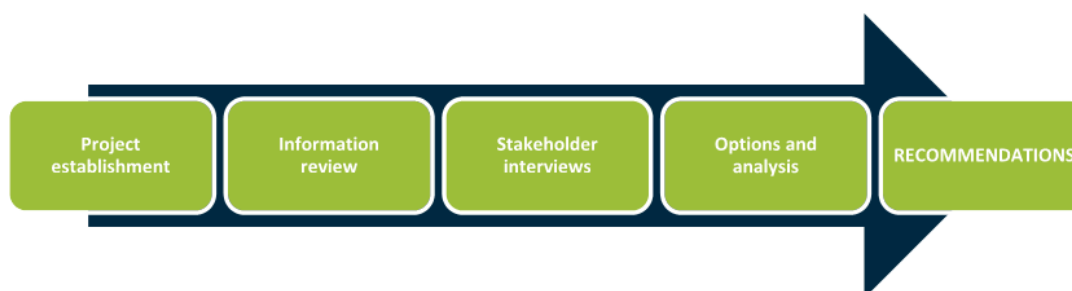 Project
establishment
Information
review
Stakeholder
interviews
Options and
analysis
RECOMMENDATIONS